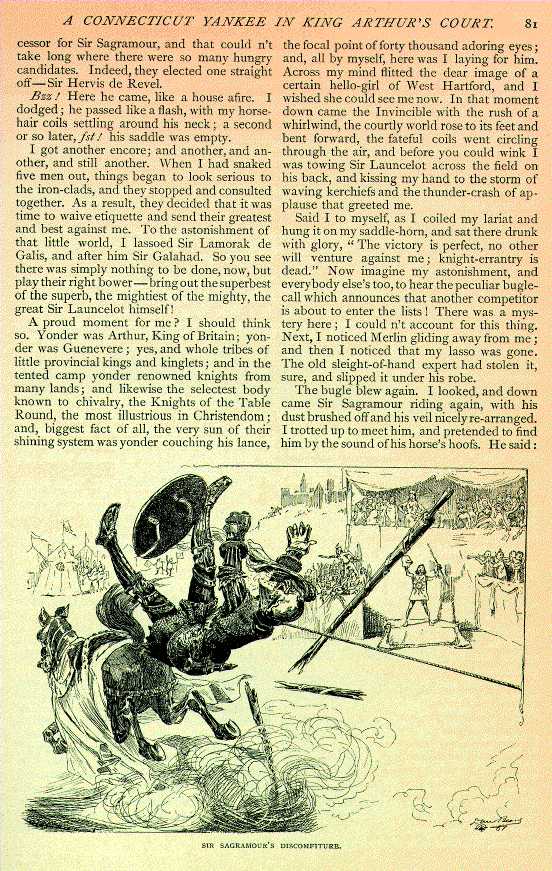 A CONNECTICUT YANKEE IN KING ARTHUR'S COURT. 81
cessor for Sir Sagramour, and that could n't
take long where there were so many hungry
candidates. Indeed, they elected one straight
off—Sir Hervis de Revel.
Bzz! Here he came, like a house afire. I
dodged; he passed like a flash, with my horse-
hair coils settling around his neck; a second
or so later, fst! his saddle was empty.
I got another encore; and another, and an-
other, and still another. When I had snaked
five men out, things began to look serious to
the iron-clads, and they stopped and consulted
together. As a result, they decided that it was
time to waive etiquette and send their greatest
and best against me. To the astonishment of
that little world, I lassoed Sir Lamorak de
Galis, and after him Sir Galahad. So you see
there was simply nothing to be done, now, but
play their right bower—bring out the superbest
of the superb, the mightiest of the mighty, the
great Sir Launcelot himself!
A proud moment for me? I should think
so. Yonder was Arthur, King of Britain; yon-
der was Guenevere; yes, and whole tribes of
little provincial kings and kinglets; and in the
tented camp yonder renowned knights from
many lands; and likewise the selectest body
known to chivalry, the Knights of the Table
Round, the most illustrious in Christendom;
and, biggest fact of all, the very sun of their
shining system was yonder couching his lance,
the focal point of forty thousand adoring eyes;
and, all by myself, here was I laying for him.
Across my mind flitted the dear image of a
certain hello-girl of West Hartford, and I
wished she could see me now. In that moment
down came the Invincible with the rush of a
whirlwind, the courtly world rose to its feet and
bent forward, the fateful coils went circling
through the air, and before you could wink I
was towing Sir Launcelot across the field on
his back, and kissing my hand to the storm of
waving kerchiefs and the thunder-crash of ap-
plause that greeted me.
Said I to myself, as I coiled my lariat and
hung it on my saddle-horn, and sat there drunk
with glory, "The victory is perfect, no other
will venture against me; knight-errantry is
dead." Now imagine my astonishment, and
everybody else's too, to hear the peculiar bugle-
call which announces that another competitor
is about to enter the lists! There was a mys-
tery here; I could n't account for this thing.
Next, I noticed Merlin gliding away from me;
and then I noticed that my lasso was gone.
The old sleight-of-hand expert had stolen it,
sure, and slipped it under his robe.
The bugle blew again. I looked, and down
came Sir Sagramour riding again, with his
dust brushed off and his veil nicely re-arranged.
I trotted up to meet him, and pretended to find
him by the sound of his horse's hoofs. He said:
SIR SAGRAMOUR'S DISCOMFITURE.